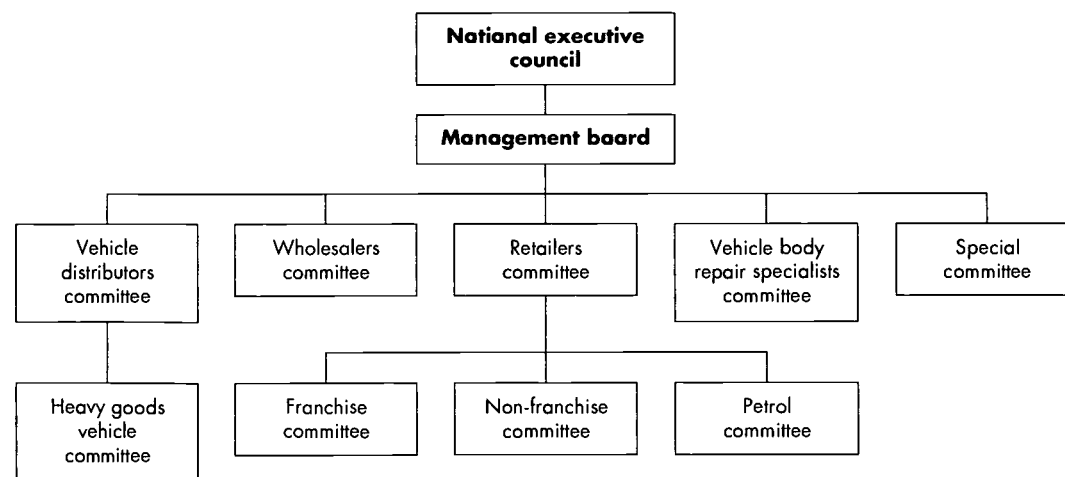 National executive
council
Management baard
Vehicle
distributors
committee
Wholesalers
committee
Retailers
committee
Vehicle body
repair specialists
committee
Special
committee
Heavy goods
vehicle
committee
Franchise
committee
Non-franchise
committee
Petrol
committee